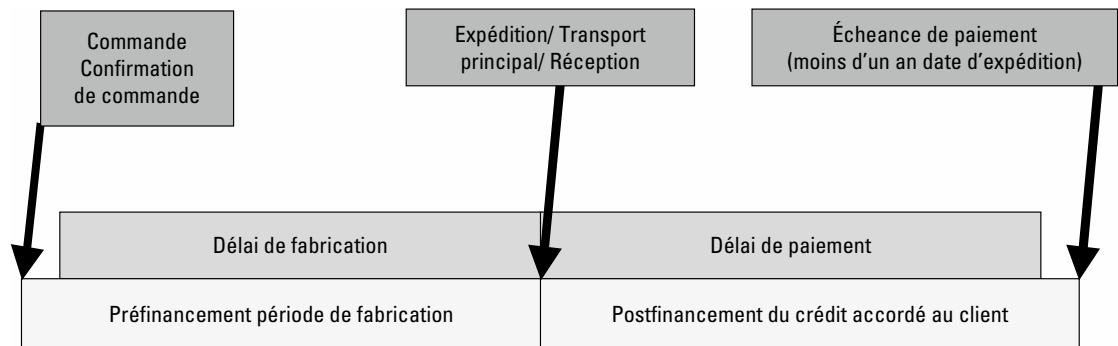 Commande
Confirmation
de commande
Expédition/ Transport
principal/ Réception
Écheance de paiement
(moins d'un an date d'expédition)
Délai de fabrication
Délai de paiement
Préfinancement période de fabrication
Postfinancement du crédit accordé au client